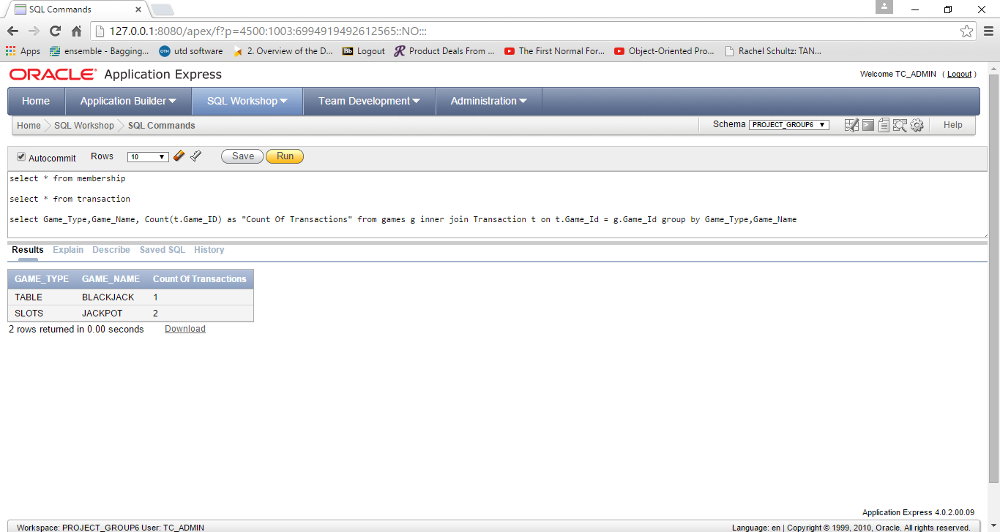 SQL Commands
127.0.0.1:8080/apex/f?p=4500:1003:6994919492612565::NO:::
Apps ensemble - Bagging... OTH utd software 2. Overview of the D... Bb Logout R Product Deals From ... The First Normal For... Object-Oriented Pro... Rachel Schultz: TAN...
ORACLE Application Express Welcome TC_ADMIN ( Logout )
Home Application Builder SQL Workshop Team Development Administration
Home SQL Workshop SQL Commands Schema PROJECT_GROUP6 Help
Autocommit Rows 10 Save Run
select * from membership
select * from transaction
select Game_Type,Game_Name, Count(t.Game_ID) as "Count Of Transactions" from games g inner join Transaction t on t.Game_Id = g.Game_Id group by Game_Type,Game_Name
Results Explain Describe Saved SQL History
GAME_TYPE GAME_NAME Count Of Transactions
TABLE BLACKJACK 1
SLOTS JACKPOT 2
2 rows returned in 0.00 seconds Download
Application Express 4.0.2.00.09
Workspace: PROJECT_GROUP6 User: TC_ADMIN Language: en | Copyright © 1999, 2010, Oracle. All rights reserved.